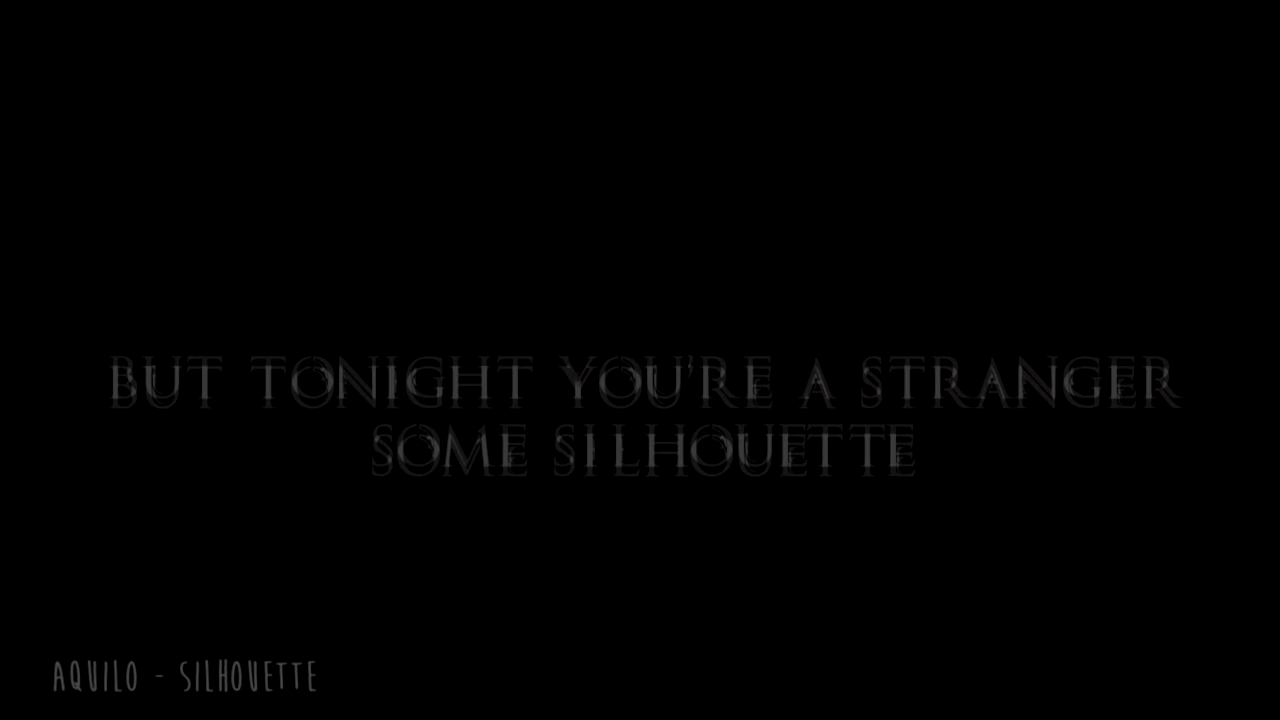 BUT TONIGHT YOU'RE A STRANGER
SOME SILHOUETTE
AQUILO - SILHOUETTE